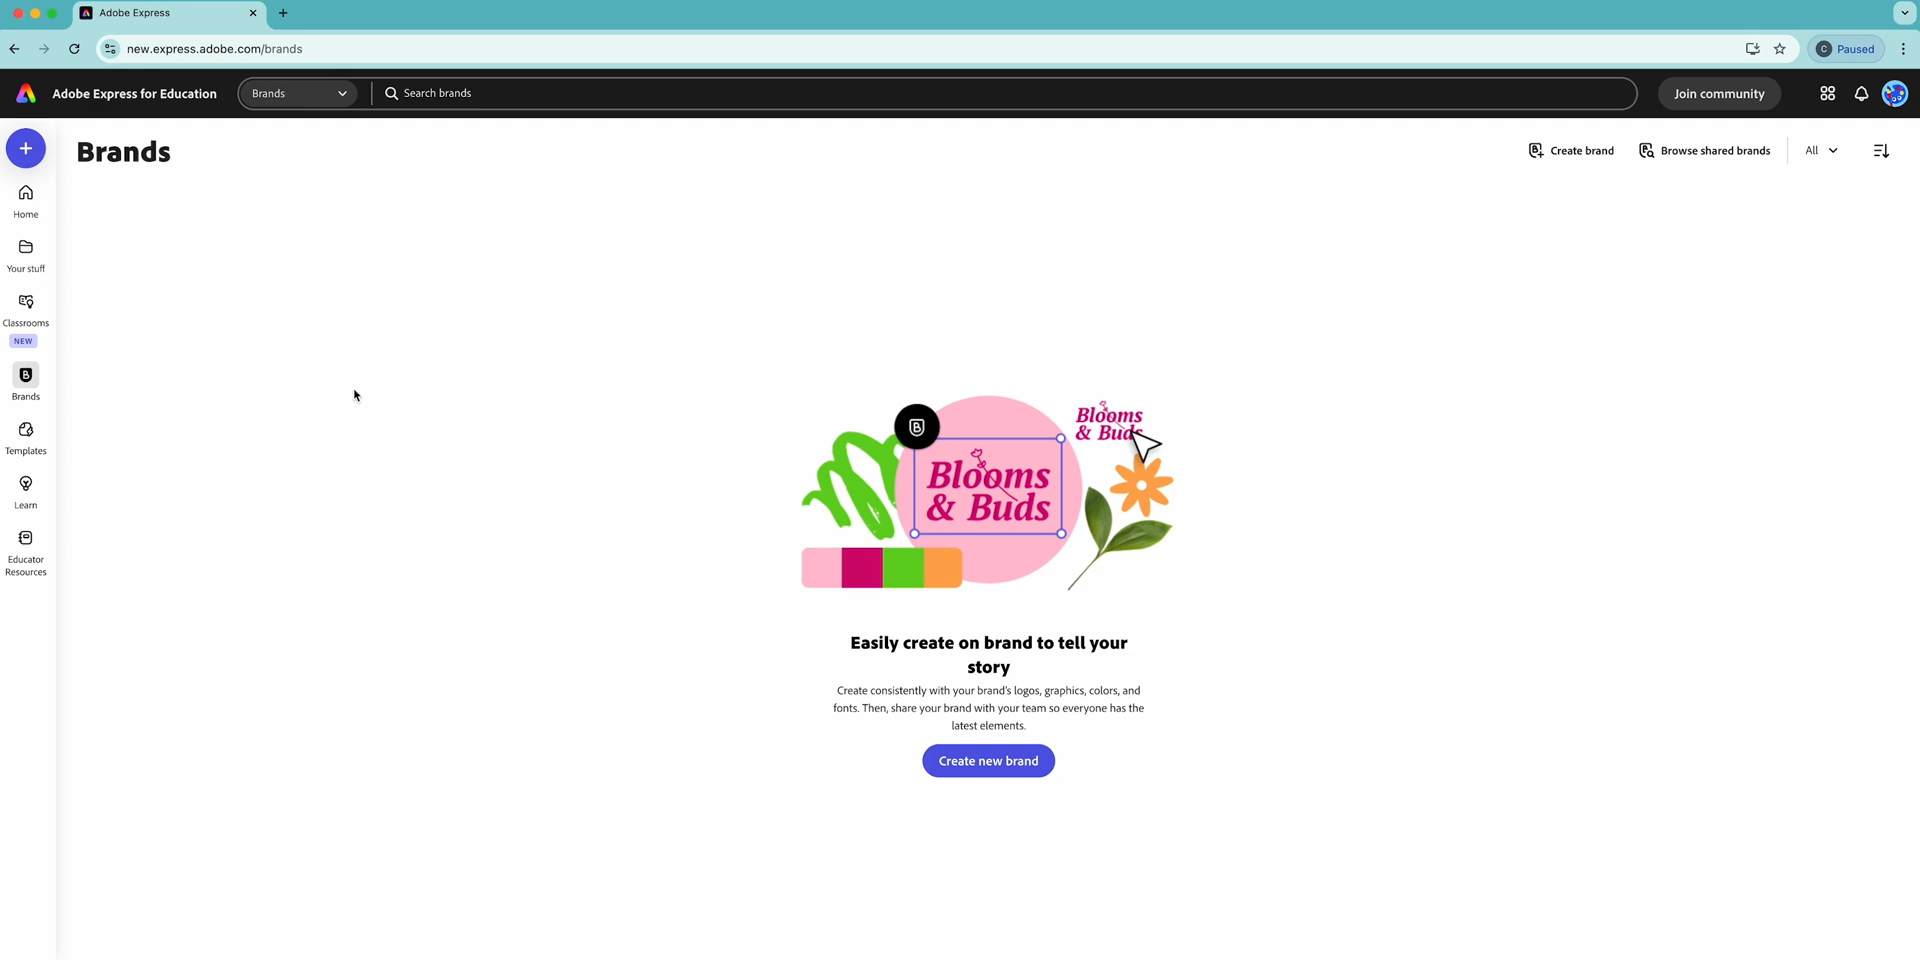 Adobe Express
new.express.adobe.com/brands
C Paused
Adobe Express for Education
Brands
Search brands
Join community
Brands
Create brand
Browse shared brands
All
Home
Your stuff
Classrooms
NEW
Brands
Templates
Learn
Educator
Resources
Blooms
& Buds
Blooms
& Buds
Easily create on brand to tell your
story
Create consistently with your brand's logos, graphics, colors, and
fonts. Then, share your brand with your team so everyone has the
latest elements.
Create new brand